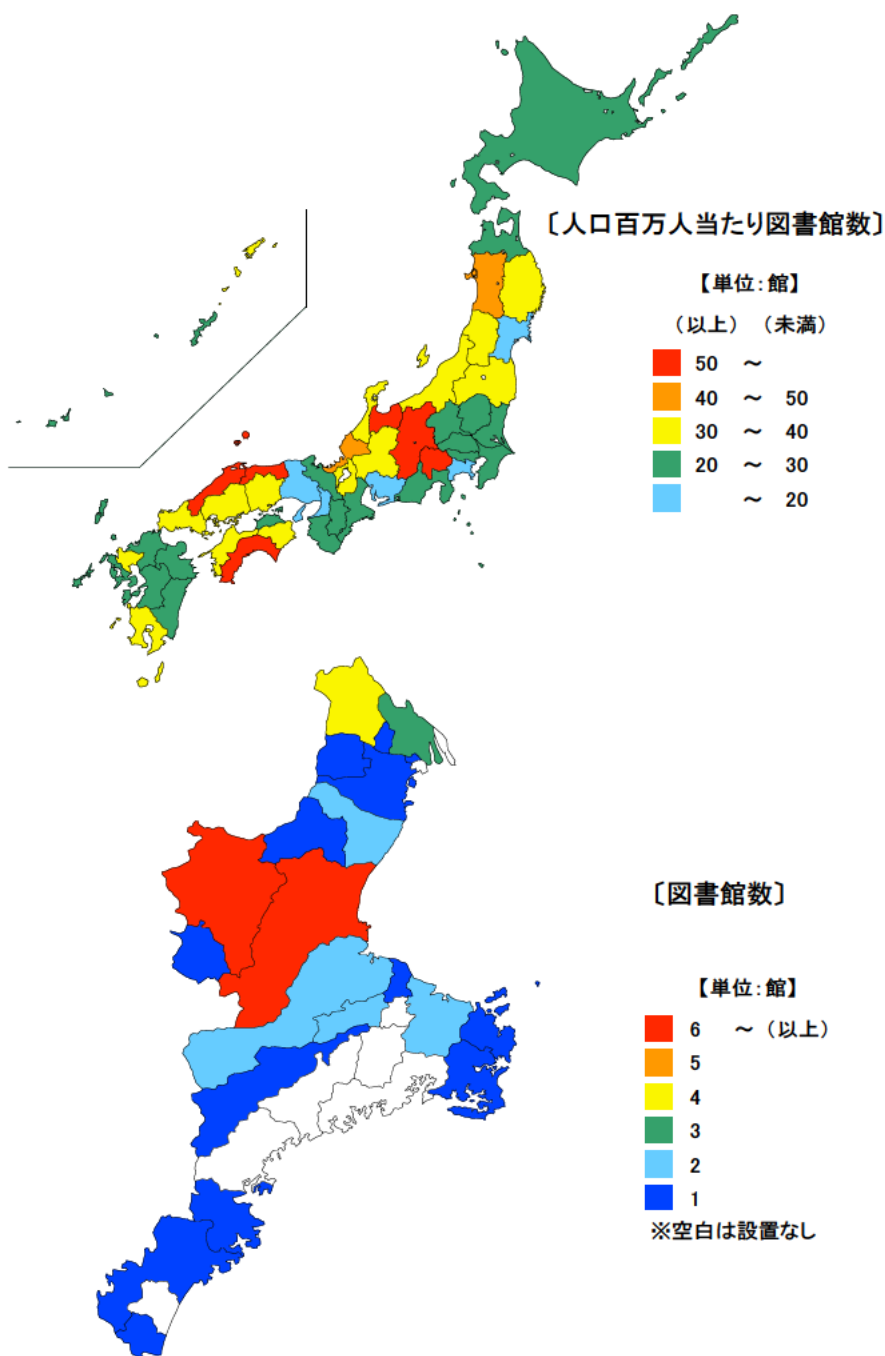 〔人口百万人当たり図書館数〕
【単位：館】
（以上）（未満）
50 ～
40 ～ 50
30 ～ 40
20 ～ 30
～ 20
〔図書館数〕
【単位：館】
6 ～（以上）
5
4
3
2
1
※空白は設置なし